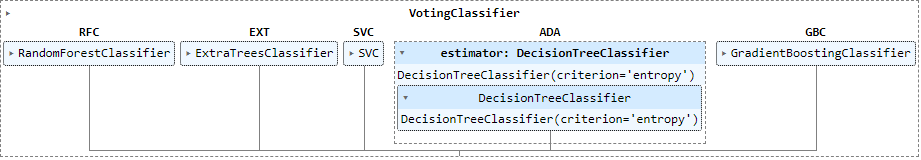 VotingClassifier
RFC EXT SVC ADA GBC
RandomForestClassifier ExtraTreesClassifier SVC estimator: DecisionTreeClassifier GradientBoostingClassifier
DecisionTreeClassifier(criterion='entropy')
DecisionTreeClassifier
DecisionTreeClassifier(criterion='entropy')